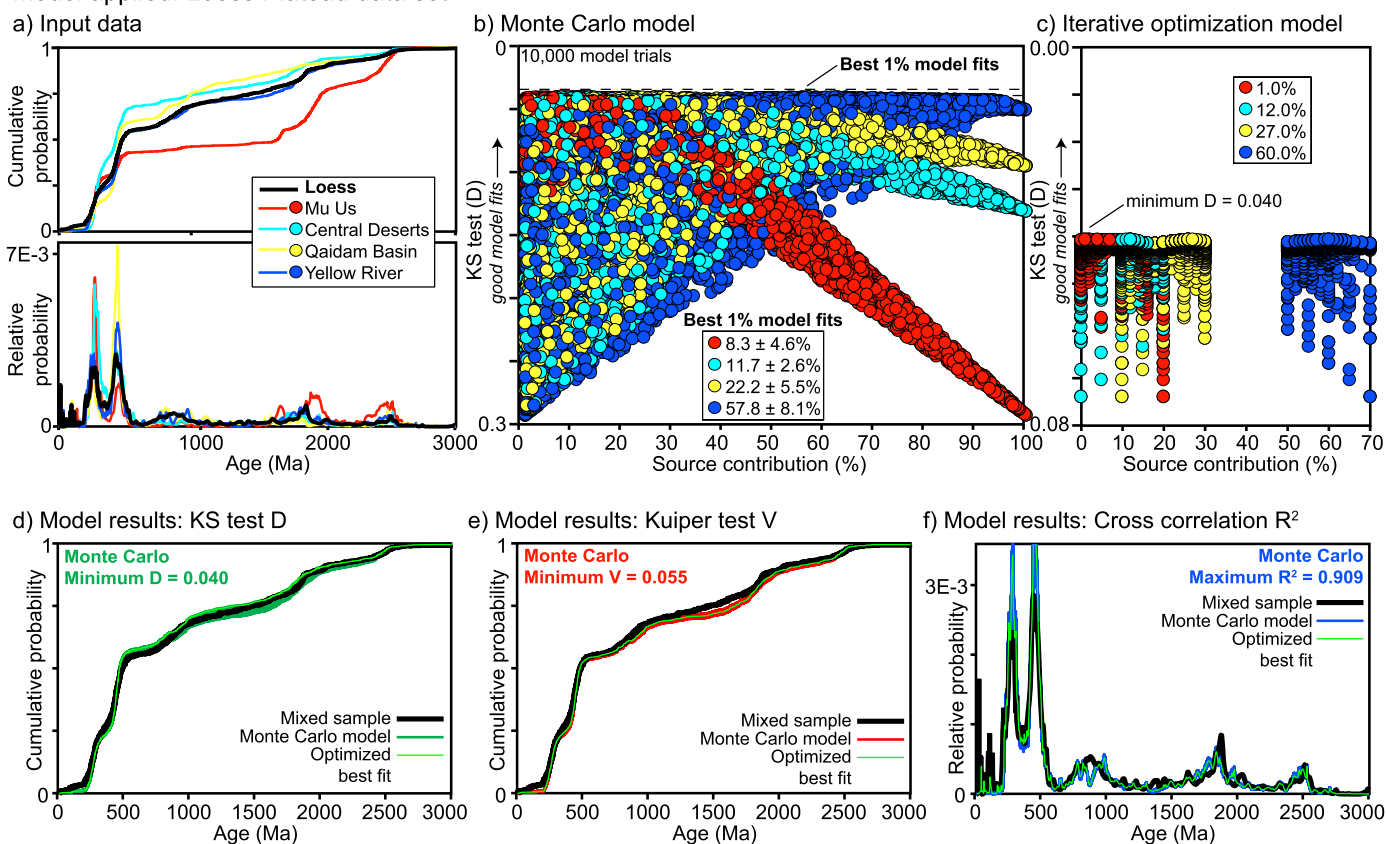 a) Input data
b) Monte Carlo model
c) Iterative optimization model
1
Cumulative
probability
0
Loess
Mu Us
Central Deserts
Qaidam Basin
Yellow River
7E-3
Relative
probability
0
0
1000
2000
3000
Age (Ma)
0
10,000 model trials
Best 1% model fits
KS test (D)
good model fits
Best 1% model fits
8.3 ± 4.6%
11.7 ± 2.6%
22.2 ± 5.5%
57.8 ± 8.1%
0.3
0 10 20 30 40 50 60 70 80 90 100
Source contribution (%)
0.00
1.0%
12.0%
27.0%
60.0%
minimum D = 0.040
KS test (D)
good model fits
0.08
0 10 20 30 40 50 60 70
Source contribution (%)
d) Model results: KS test D
1
Monte Carlo
Minimum D = 0.040
Cumulative probability
Mixed sample
Monte Carlo model
Optimized
best fit
0
0 500 1000 1500 2000 2500 3000
Age (Ma)
e) Model results: Kuiper test V
1
Monte Carlo
Minimum V = 0.055
Cumulative probability
Mixed sample
Monte Carlo model
Optimized
best fit
0
0 500 1000 1500 2000 2500 3000
Age (Ma)
f) Model results: Cross correlation R²
Monte Carlo
Maximum R² = 0.909
3E-3
Relative probability
Mixed sample
Monte Carlo model
Optimized
best fit
0
0 500 1000 1500 2000 2500 3000
Age (Ma)